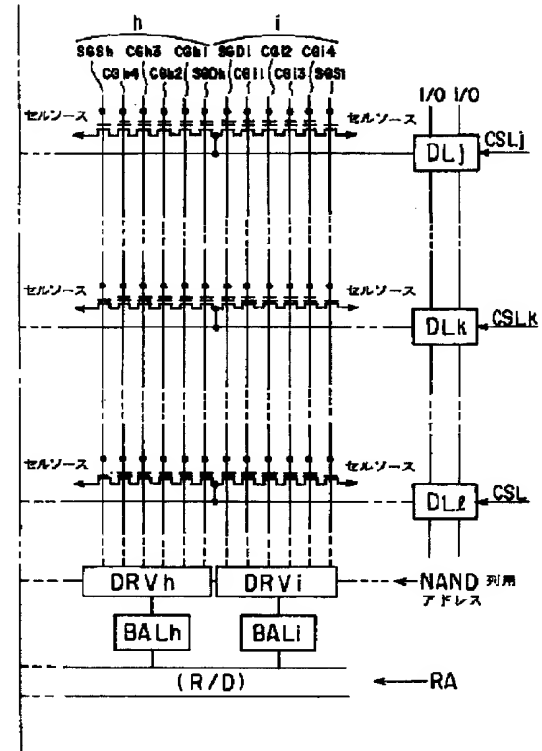 h i
SGSh CGh3 CGh1 SGDi CGi2 CGi4
CGh4 CGh2 SGDh CGi1 CGi3 SGSi
I/O I/O
セルソース セルソース
DLj CSLj
セルソース セルソース
DLk CSLk
セルソース セルソース
DLℓ CSL
DRVh DRVi NAND 列用
アドレス
BALh BALi
(R/D) RA